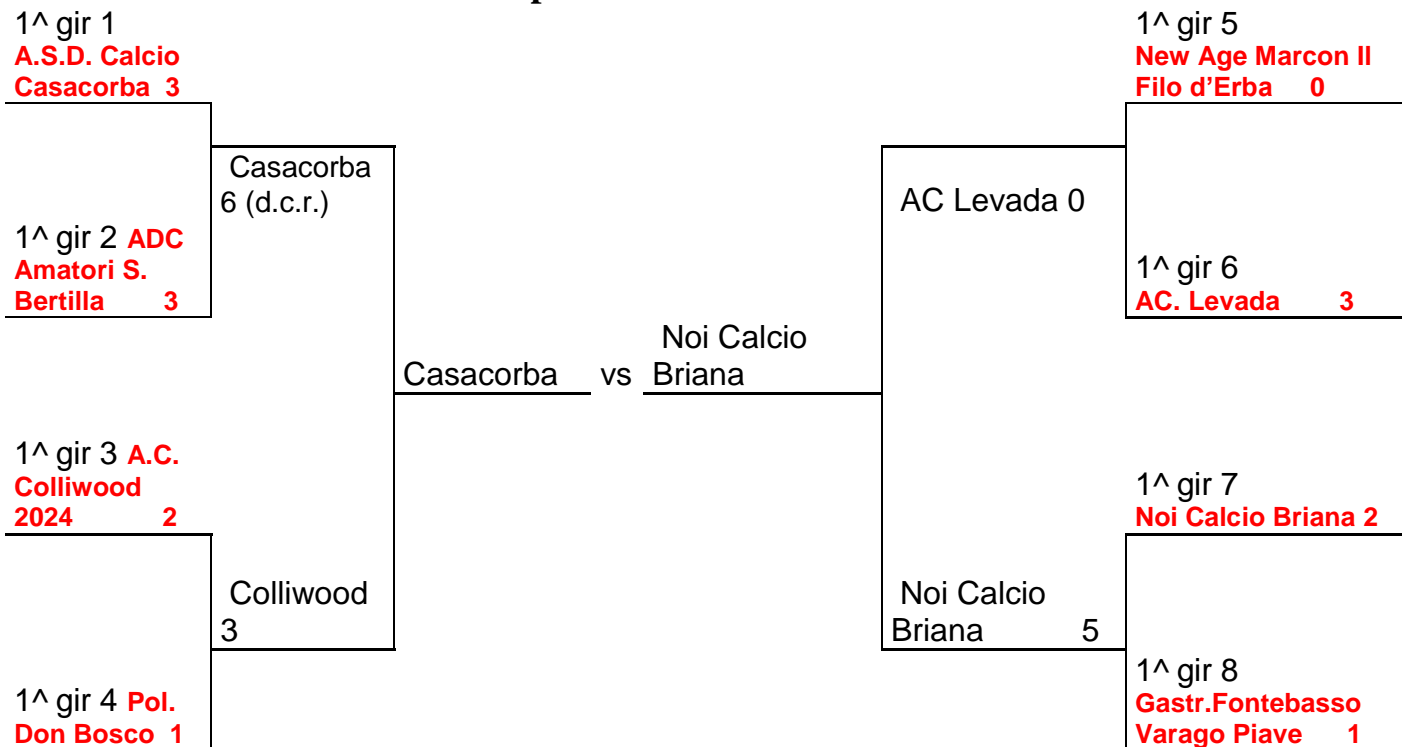 1^ gir 1
A.S.D. Calcio
Casacorba 3
Casacorba
6 (d.c.r.)
1^ gir 2 ADC
Amatori S.
Bertilla 3
Casacorba vs
Noi Calcio
Briana
1^ gir 3 A.C.
Colliwood
2024 2
Colliwood
3
1^ gir 4 Pol.
Don Bosco 1
1^ gir 5
New Age Marcon Il
Filo d’Erba 0
AC Levada 0
1^ gir 6
AC. Levada 3
1^ gir 7
Noi Calcio Briana 2
Noi Calcio
Briana 5
1^ gir 8
Gastr.Fontebasso
Varago Piave 1